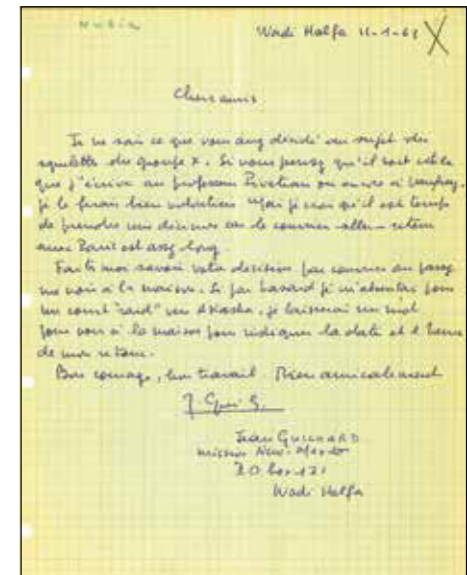 Nubia
Wadi Halfa 11-1-63 X
Chers amis
Je ne sais ce que vous avez décidé au sujet des
squelettes du groupe X. Si vous pensez qu'il soit utile
que j'écrive au professeur Piveteau ou encore à
je le ferais bien volontiers. Mais je crois qu'il est temps
de prendre une décision car le courrier aller-retour
avec Paris est assez long.
Faites moi savoir votre décision par courrier ou passez
me voir à la maison. Si par hasard je m'absentais pour
un court "raid" vers Akasha, je laisserai un mot
pour vous à la maison pour indiquer la date et l'heure
de mon retour.
Bon courage, bon travail Bien amicalement
J. Gui
Jean GUICHARD
mission New-Mexico
PO box 121
Wadi Halfa